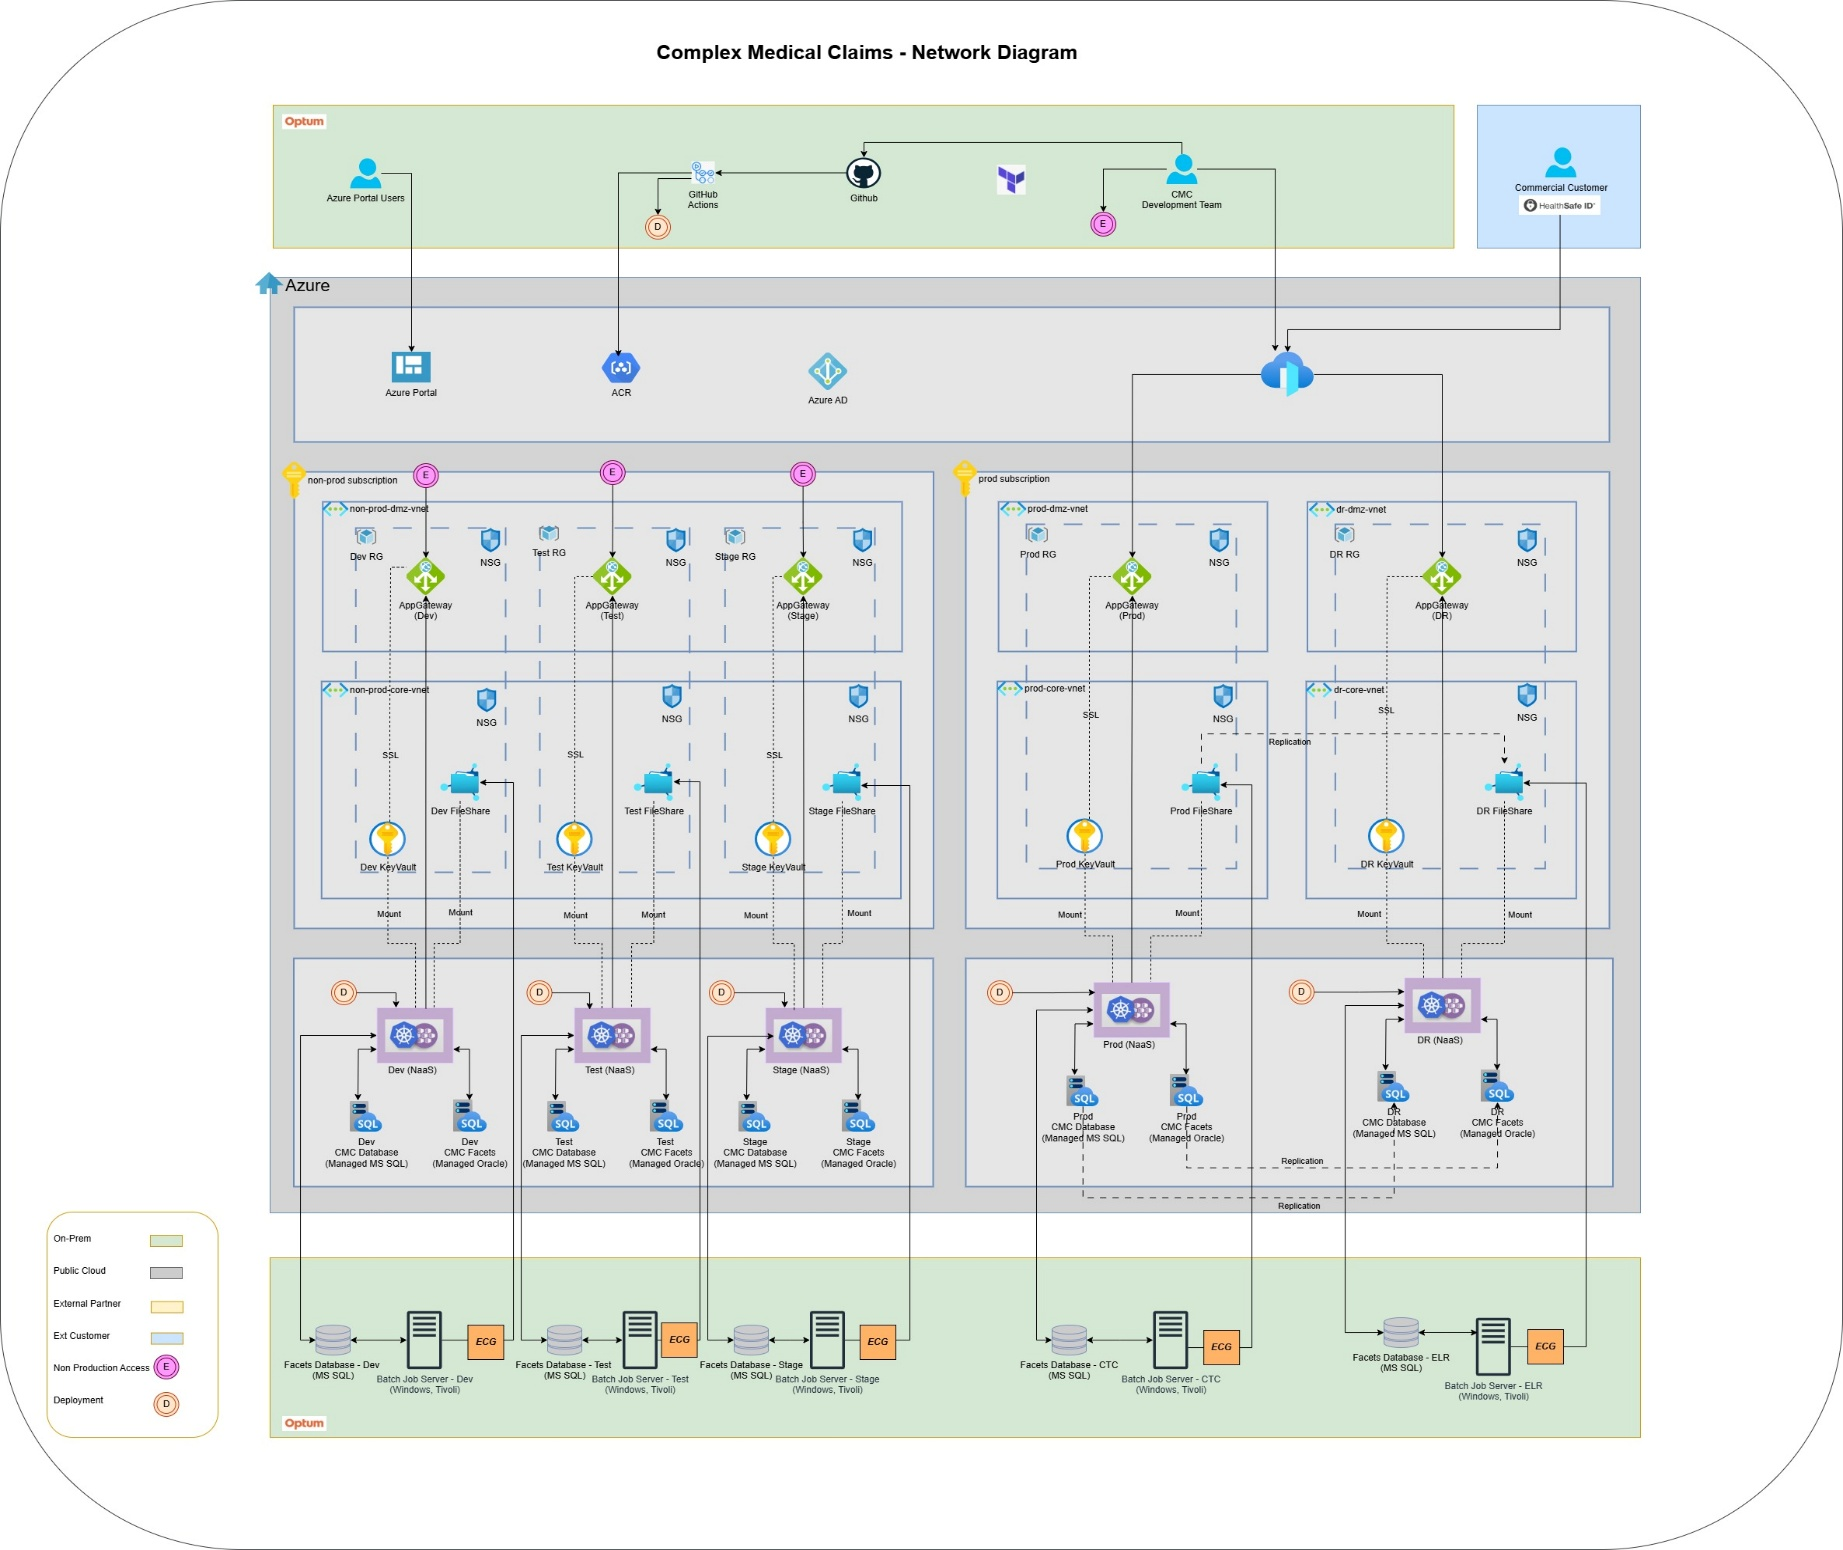 Complex Medical Claims - Network Diagram
Optum
Azure Portal Users
GitHub
Actions
D
Github
E
CMC
Development Team
Commercial Customer
HealthSafe ID
Azure
Azure Portal
ACR
Azure AD
non-prod subscription
E
E
E
prod subscription
non-prod-dmz-vnet
Dev RG
NSG
Test RG
NSG
Stage RG
NSG
AppGateway
(Dev)
AppGateway
(Test)
AppGateway
(Stage)
prod-dmz-vnet
Prod RG
NSG
AppGateway
(Prod)
dr-dmz-vnet
DR RG
NSG
AppGateway
(DR)
non-prod-core-vnet
NSG
NSG
NSG
SSL
SSL
SSL
Dev FileShare
Test FileShare
Stage FileShare
Dev KeyVault
Test KeyVault
Stage KeyVault
Mount
Mount
Mount
Mount
Mount
Mount
prod-core-vnet
NSG
SSL
Replication
Prod FileShare
Prod KeyVault
Mount
Mount
dr-core-vnet
NSG
SSL
DR FileShare
DR KeyVault
Mount
Mount
D
D
D
Dev (NaaS)
Test (NaaS)
Stage (NaaS)
SQL
SQL
SQL
SQL
SQL
SQL
Dev
CMC Database
(Managed MS SQL)
Dev
CMC Facets
(Managed Oracle)
Test
CMC Database
(Managed MS SQL)
Test
CMC Facets
(Managed Oracle)
Stage
CMC Database
(Managed MS SQL)
Stage
CMC Facets
(Managed Oracle)
D
D
Prod (NaaS)
DR (NaaS)
SQL
SQL
SQL
SQL
Prod
CMC Database
(Managed MS SQL)
Prod
CMC Facets
(Managed Oracle)
DR
CMC Database
(Managed MS SQL)
DR
CMC Facets
(Managed Oracle)
Replication
Replication
On-Prem
Public Cloud
External Partner
Ext Customer
Non Production Access
E
Deployment
D
Facets Database - Dev
(MS SQL)
Batch Job Server - Dev
(Windows, Tivoli)
ECG
Facets Database - Test
(MS SQL)
Batch Job Server - Test
(Windows, Tivoli)
ECG
Facets Database - Stage
(MS SQL)
Batch Job Server - Stage
(Windows, Tivoli)
ECG
Facets Database - CTC
(MS SQL)
Batch Job Server - CTC
(Windows, Tivoli)
ECG
Facets Database - ELR
(MS SQL)
Batch Job Server - ELR
(Windows, Tivoli)
ECG
Optum